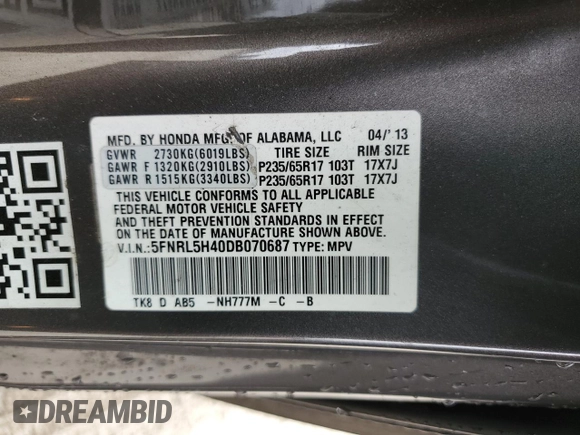 MFD. BY HONDA MFG. OF ALABAMA, LLC 04/'13
GVWR 2730KG(6019LBS) TIRE SIZE RIM SIZE
GAWR F 1320KG(2910LBS) P235/65R17 103T 17X7J
GAWR R 1515KG(3340LBS) P235/65R17 103T 17X7J
THIS VEHICLE CONFORMS TO ALL APPLICABLE
FEDERAL MOTOR VEHICLE SAFETY
AND THEFT PREVENTION STANDARDS IN EFFECT
ON THE DATE OF MANUFACTURE SHOWN ABOVE.
V.I.N.: 5FNRL5H40DB070687 TYPE: MPV
TK8 D AB5 -NH777M -C -B
DREAMBID